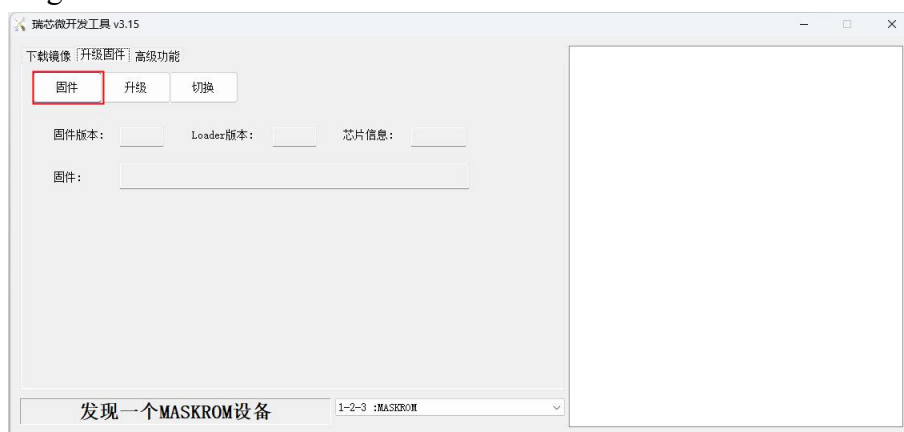 瑞芯微开发工具 v3.15
下载镜像 升级固件 高级功能
固件 升级 切换
固件版本: Loader版本: 芯片信息:
固件:
发现一个MASKROM设备 1-2-3 :MASKROM